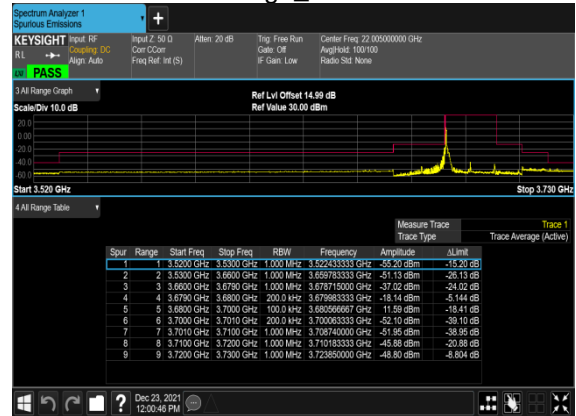 Spectrum Analyzer 1
Spurious Emissions
KEYSIGHT Input: RF Input Z: 50 Ω Atten: 20 dB Trig: Free Run Center Freq: 22.005000000 GHz
RL Coupling: DC Corr CCorr Gate: Off Avg|Hold: 100/100
Align: Auto Freq Ref: Int (S) IF Gain: Low Radio Std: None
PASS
3 All Range Graph
Ref Lvl Offset 14.99 dB
Scale/Div 10.0 dB Ref Value 30.00 dBm
20.0
10.0
0.00
-20.0
-40.0
-60.0
Start 3.520 GHz Stop 3.730 GHz
4 All Range Table
Measure Trace Trace 1
Trace Type Trace Average (Active)
Spur Range Start Freq Stop Freq RBW Frequency Amplitude ΔLimit
1 1 3.5200 GHz 3.5300 GHz 1.000 MHz 3.522433333 GHz -55.20 dBm -15.20 dB
2 2 3.5300 GHz 3.6600 GHz 1.000 MHz 3.659783333 GHz -51.13 dBm -26.13 dB
3 3 3.6600 GHz 3.6790 GHz 1.000 MHz 3.678715000 GHz -37.02 dBm -24.02 dB
4 4 3.6790 GHz 3.6800 GHz 200.0 kHz 3.679983333 GHz -18.14 dBm -5.144 dB
5 5 3.6800 GHz 3.7000 GHz 100.0 kHz 3.680566667 GHz 11.59 dBm -18.41 dB
6 6 3.7000 GHz 3.7010 GHz 200.0 kHz 3.700063333 GHz -52.10 dBm -39.10 dB
7 7 3.7010 GHz 3.7100 GHz 1.000 MHz 3.708740000 GHz -51.95 dBm -38.95 dB
8 8 3.7100 GHz 3.7200 GHz 1.000 MHz 3.710183333 GHz -45.88 dBm -20.88 dB
9 9 3.7200 GHz 3.7300 GHz 1.000 MHz 3.723850000 GHz -48.80 dBm -8.804 dB
Dec 23, 2021
12:00:46 PM